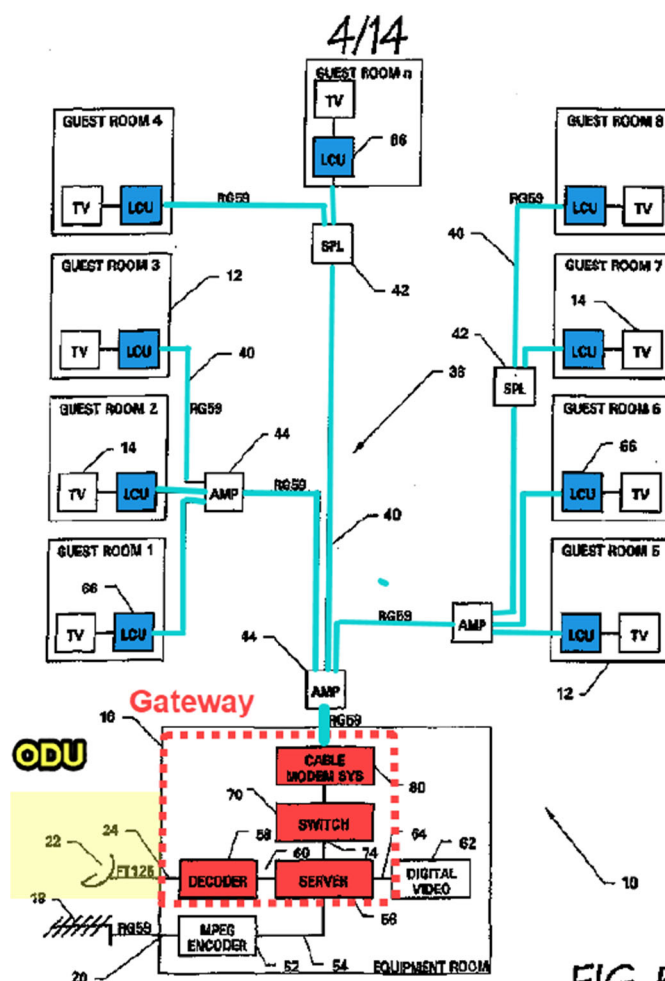 4/14
GUEST ROOM n
TV
LCU
66
GUEST ROOM 4
TV
LCU
RG59
SPL
42
GUEST ROOM 8
RG59
LCU
TV
40
GUEST ROOM 3
12
TV
LCU
40
RG59
GUEST ROOM 7
14
42
LCU
TV
SPL
38
GUEST ROOM 2
14
44
TV
LCU
AMP
RG59
40
GUEST ROOM 6
66
LCU
TV
GUEST ROOM 1
66
TV
LCU
GUEST ROOM 5
RG59
AMP
LCU
TV
12
44
AMP
Gateway
RG59
16
ODU
CABLE
MODEM SYS
80
70
SWITCH
22
24
58
60
74
64
62
FT125
DECODER
SERVER
DIGITAL
VIDEO
10
56
18
RG59
MPEG
ENCODER
20
52
54
EQUIPMENT ROOM